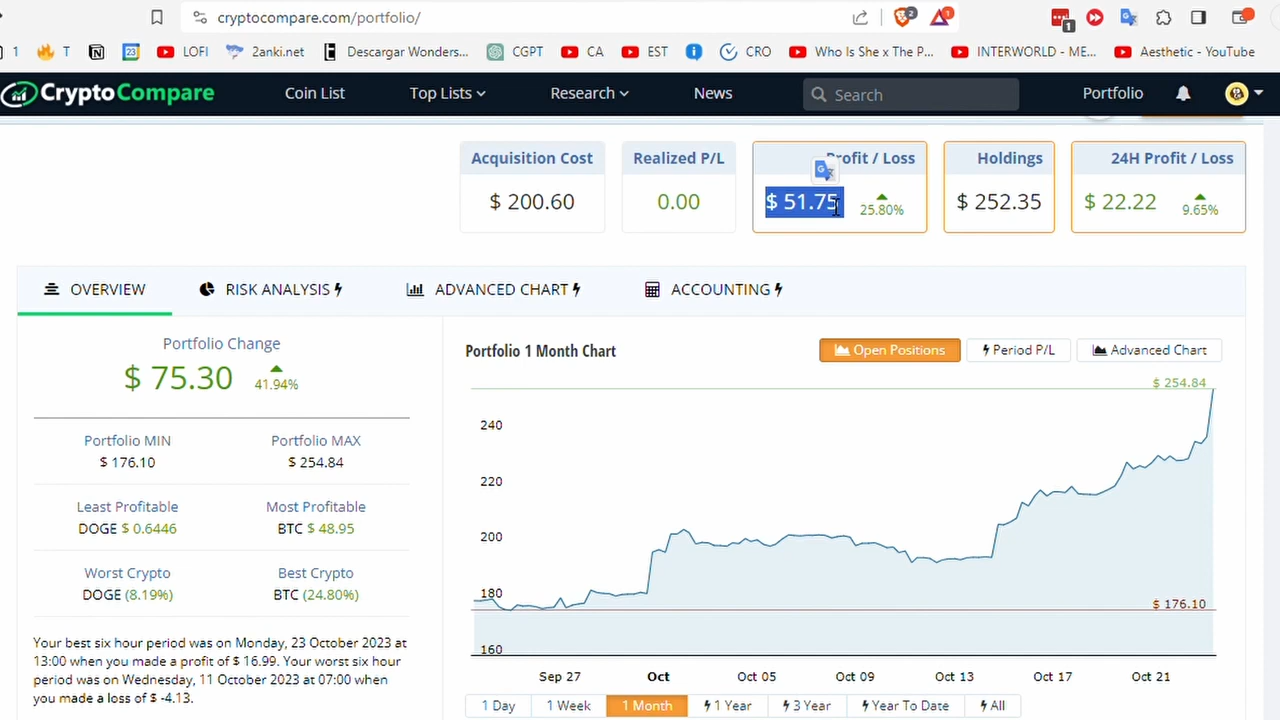 cryptocompare.com/portfolio/
2
1
1
1 T 23 LOFI 2anki.net Descargar Wonders... CGPT CA EST CRO Who Is She x The P... INTERWORLD - ME... Aesthetic - YouTube
CryptoCompare Coin List Top Lists Research News Search Portfolio
Acquisition Cost Realized P/L Profit / Loss Holdings 24H Profit / Loss
$ 200.60 0.00 $ 51.75 25.80% $ 252.35 $ 22.22 9.65%
OVERVIEW RISK ANALYSIS ADVANCED CHART ACCOUNTING
Portfolio Change
$ 75.30 41.94%
Portfolio MIN Portfolio MAX
$ 176.10 $ 254.84
Least Profitable Most Profitable
DOGE $ 0.6446 BTC $ 48.95
Worst Crypto Best Crypto
DOGE (8.19%) BTC (24.80%)
Your best six hour period was on Monday, 23 October 2023 at
13:00 when you made a profit of $ 16.99. Your worst six hour
period was on Wednesday, 11 October 2023 at 07:00 when
you made a loss of $ -4.13.
Portfolio 1 Month Chart Open Positions Period P/L Advanced Chart
$ 254.84
240
220
200
180
$ 176.10
160
Sep 27 Oct Oct 05 Oct 09 Oct 13 Oct 17 Oct 21
1 Day 1 Week 1 Month 1 Year 3 Year Year To Date All